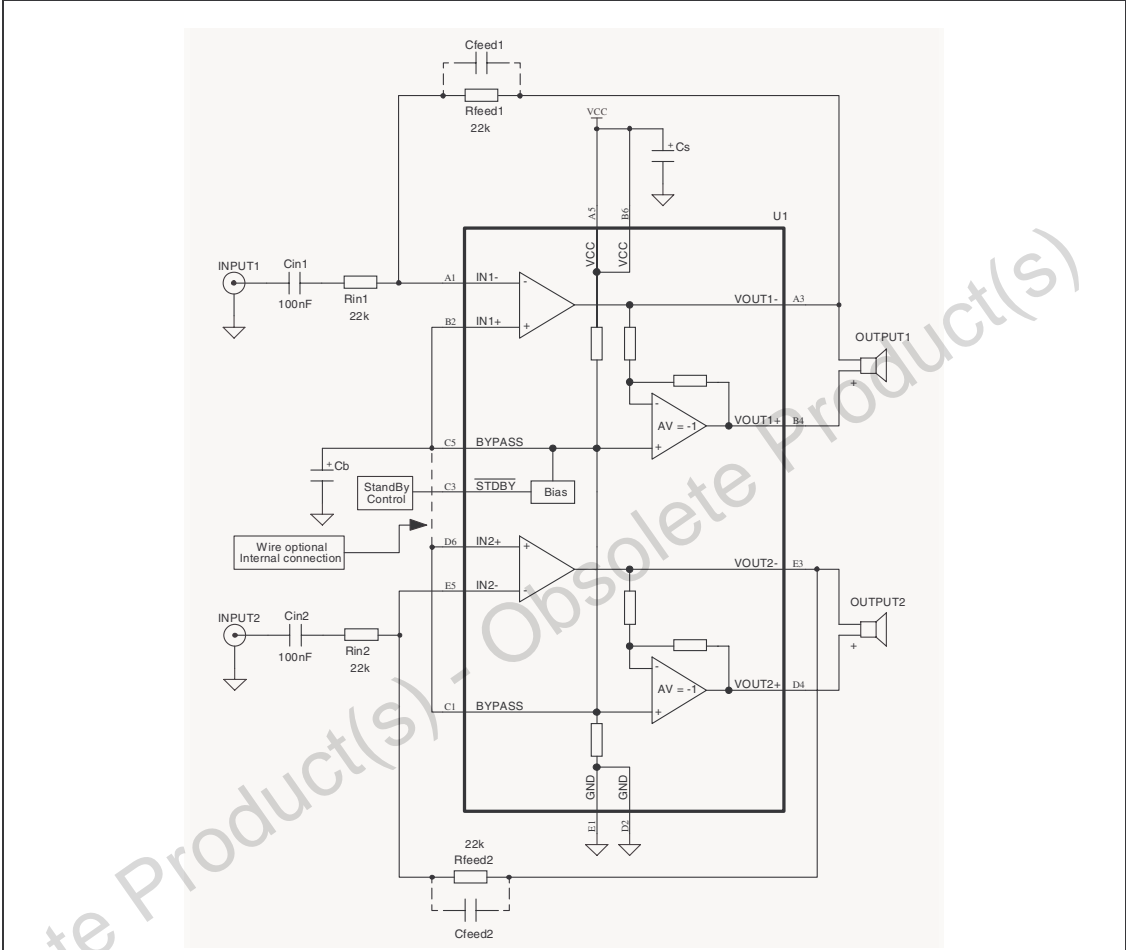 Cfeed1
Rfeed1
22k
VCC
+ Cs
A5
B6
U1
VCC
VCC
INPUT1
Cin1
100nF
Rin1
22k
A1
IN1-
-
VOUT1-
A3
B2
IN1+
+
OUTPUT1
+
-
AV = -1
+
VOUT1+
B4
C5
BYPASS
+ Cb
StandBy
Control
C3
STDBY
Bias
Wire optional
Internal connection
D6
IN2+
+
VOUT2-
E3
E5
IN2-
-
INPUT2
Cin2
100nF
Rin2
22k
OUTPUT2
+
-
AV = -1
+
VOUT2+
D4
C1
BYPASS
GND
GND
E1
D2
22k
Rfeed2
Cfeed2
te Product(s) - Obsolete Product(s)